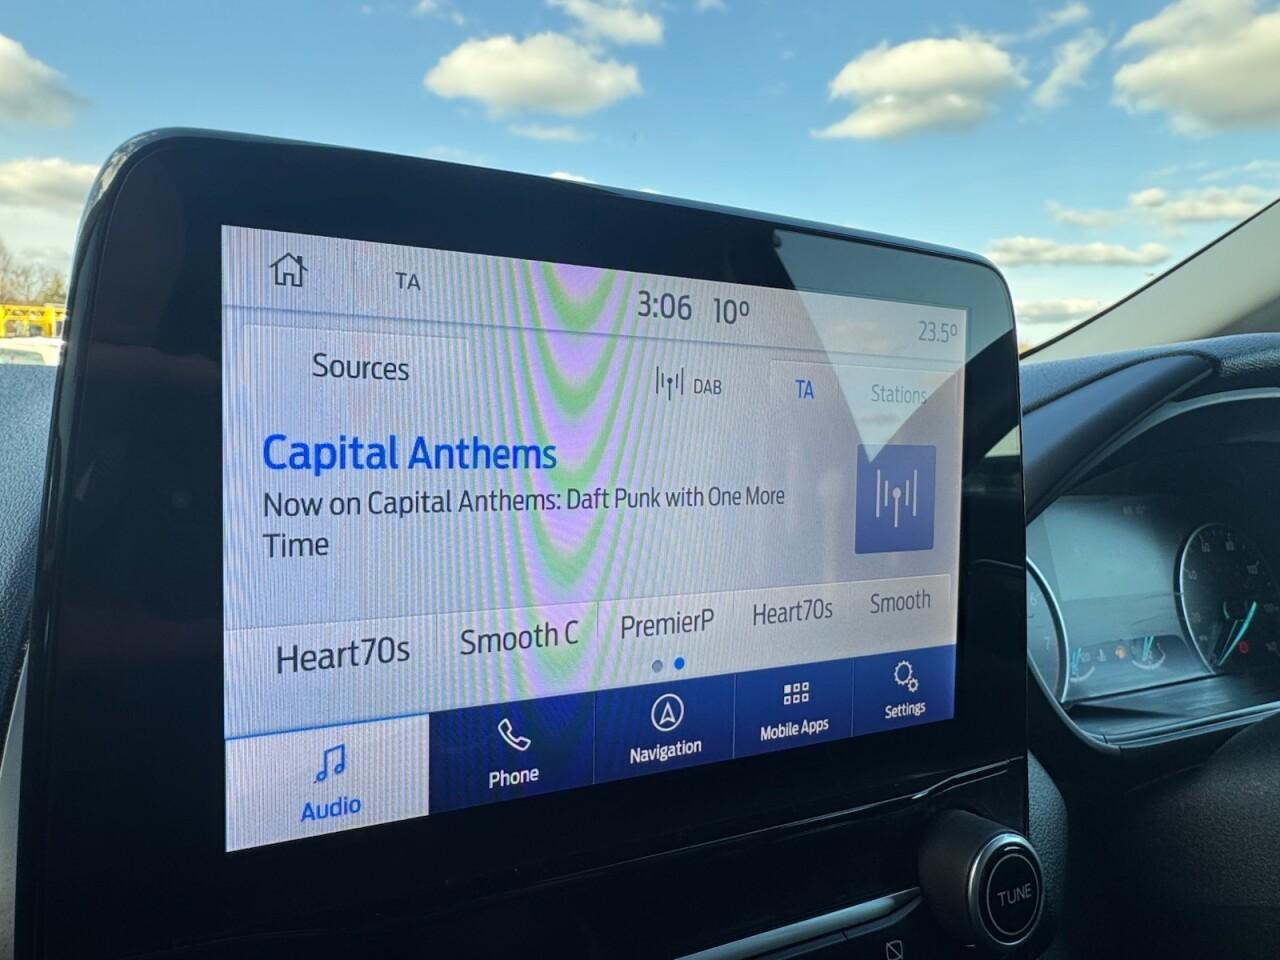 TA
3:06 10°
23.5°
Sources
DAB
TA
Stations
Capital Anthems
Now on Capital Anthems: Daft Punk with One More
Time
Heart70s
Smooth C
PremierP
Heart70s
Smooth
Audio
Phone
Navigation
Mobile Apps
Settings
TUNE